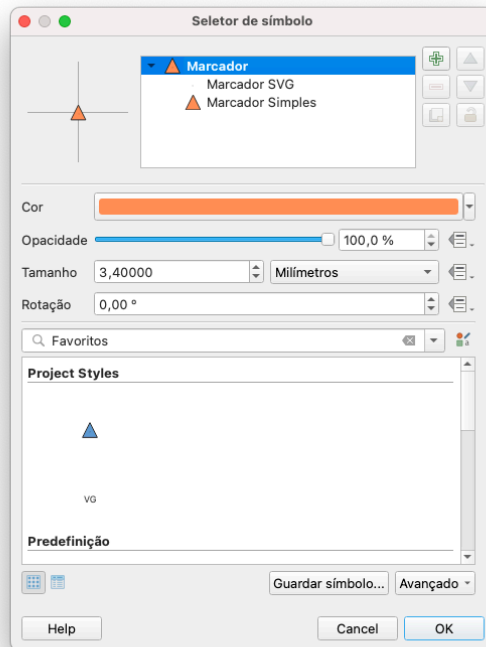 Seletor de símbolo
Marcador
Marcador SVG
Marcador Simples
Cor
Opacidade 100,0 %
Tamanho 3,40000 Milímetros
Rotação 0,00 °
Favoritos
Project Styles
VG
Predefinição
Guardar símbolo... Avançado
Help Cancel OK